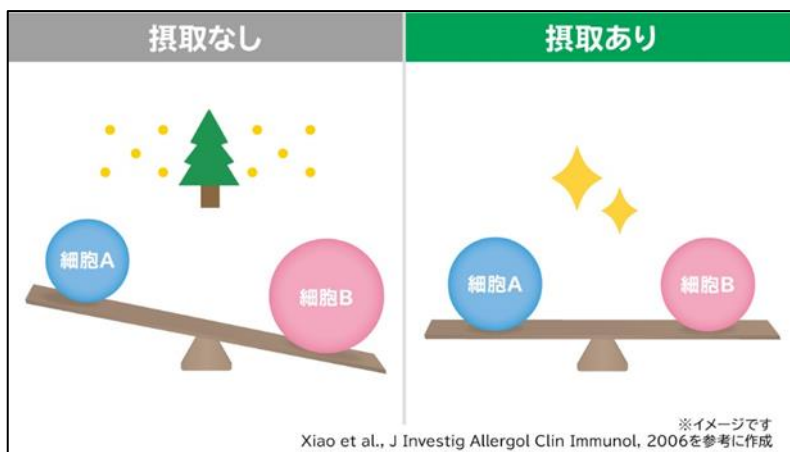 摂取なし
摂取あり
細胞A
細胞B
細胞A
細胞B
※イメージです
Xiao et al., J Investig Allergol Clin Immunol, 2006を参考に作成